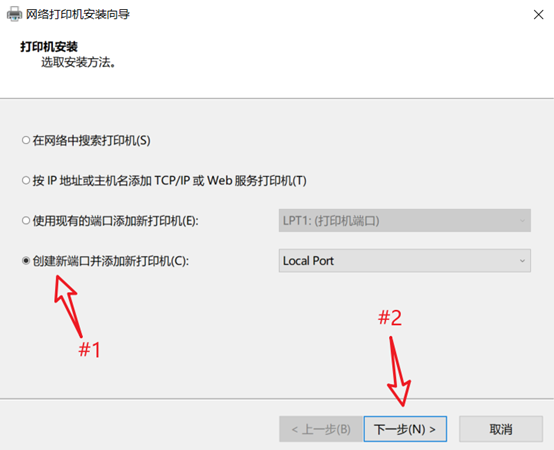 网络打印机安装向导
打印机安装
选取安装方法。
在网络中搜索打印机(S)
按 IP 地址或主机名添加 TCP/IP 或 Web 服务打印机(T)
使用现有的端口添加新打印机(E): LPT1: (打印机端口)
创建新端口并添加新打印机(C): Local Port
#1
#2
< 上一步(B) 下一步(N) > 取消